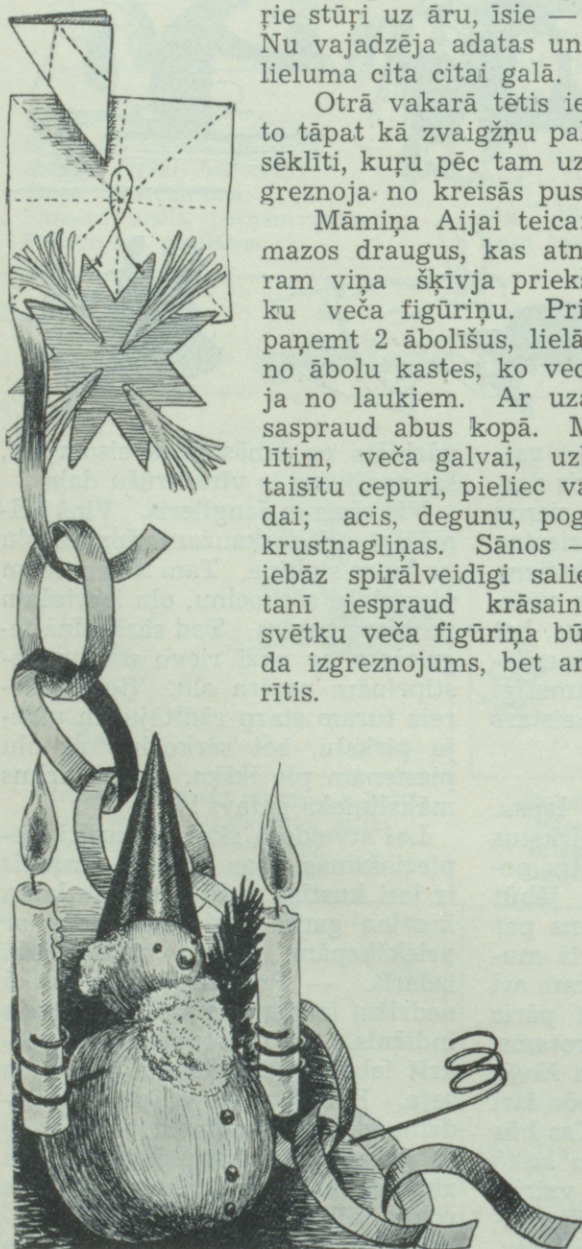 ŗie stūri uz āru, īsie —
Nu vajadzēja adatas un
lieluma cita citai galā.
Otrā vakarā tētis ie
to tāpat kā zvaigžņu pa
sēklīti, kuŗu pēc tam uz
greznoja no kreisās pus
Māmiņa Aijai teica
mazos draugus, kas atn
ram viņa šķīvja prieks
ku veča figūriņu. Pri
paņemt 2 ābolīšus, lielā
no ābolu kastes, ko vec
ja no laukiem. Ar uza
saspraud abus kopā. M
lītim, veča galvai, uz
taisītu cepuri, pieliec va
dai; acis, degunu, pog
krustnagliņas. Sānos —
iebāz spirālveidīgi salie
tanī iespraud krāsain
svētku veča figūriņa bū
da izgreznojums, bet ar
rītis.